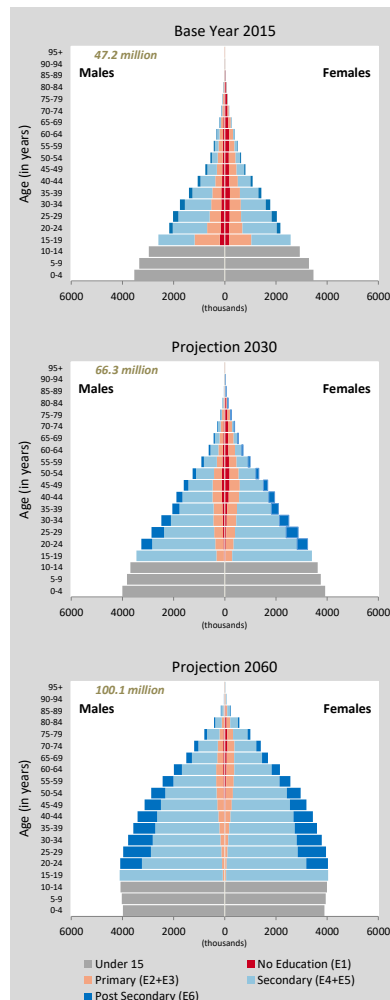 Base Year 2015
47.2 million
Males
Females
Age (in years)
95+
90-94
85-89
80-84
75-79
70-74
65-69
60-64
55-59
50-54
45-49
40-44
35-39
30-34
25-29
20-24
15-19
10-14
5-9
0-4
6000 4000 2000 0 2000 4000 6000
(thousands)
Projection 2030
66.3 million
Males
Females
Age (in years)
95+
90-94
85-89
80-84
75-79
70-74
65-69
60-64
55-59
50-54
45-49
40-44
35-39
30-34
25-29
20-24
15-19
10-14
5-9
0-4
6000 4000 2000 0 2000 4000 6000
(thousands)
Projection 2060
100.1 million
Males
Females
Age (in years)
95+
90-94
85-89
80-84
75-79
70-74
65-69
60-64
55-59
50-54
45-49
40-44
35-39
30-34
25-29
20-24
15-19
10-14
5-9
0-4
6000 4000 2000 0 2000 4000 6000
(thousands)
Under 15 No Education (E1)
Primary (E2+E3) Secondary (E4+E5)
Post Secondary (E6)